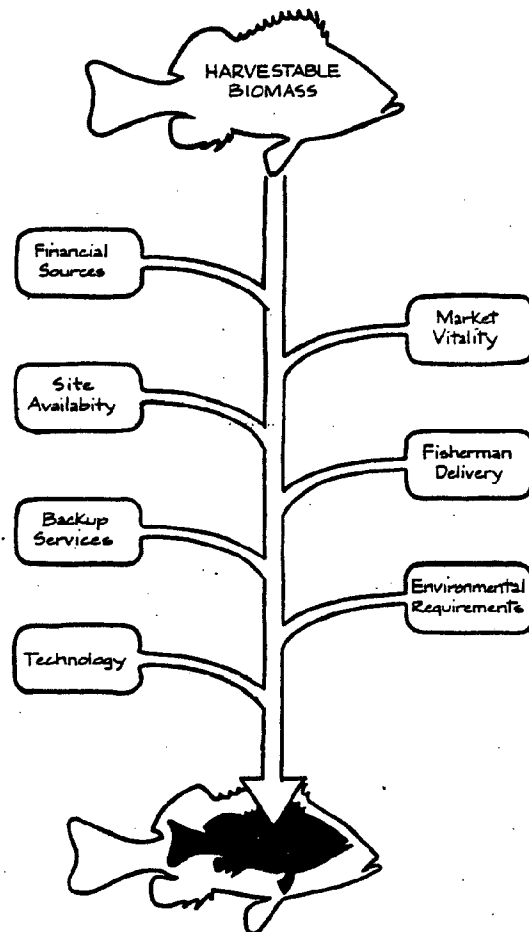 HARVESTABLE
BIOMASS
Financial
Sources
Market
Vitality
Site
Availabity
Fisherman
Delivery
Backup
Services
Environmental
Requirements
Technology